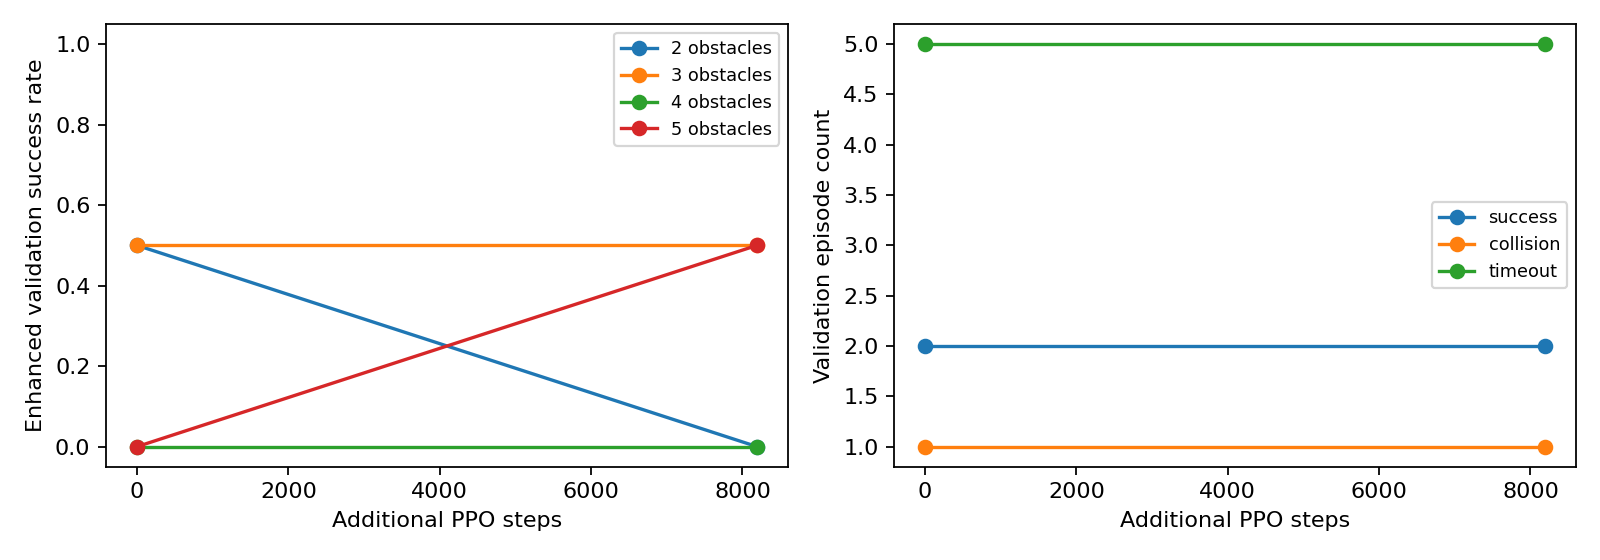 Enhanced validation success rate
1.0
0.8
0.6
0.4
0.2
0.0
2 obstacles
3 obstacles
4 obstacles
5 obstacles
0 2000 4000 6000 8000
Additional PPO steps
Validation episode count
5.0
4.5
4.0
3.5
3.0
2.5
2.0
1.5
1.0
success
collision
timeout
0 2000 4000 6000 8000
Additional PPO steps